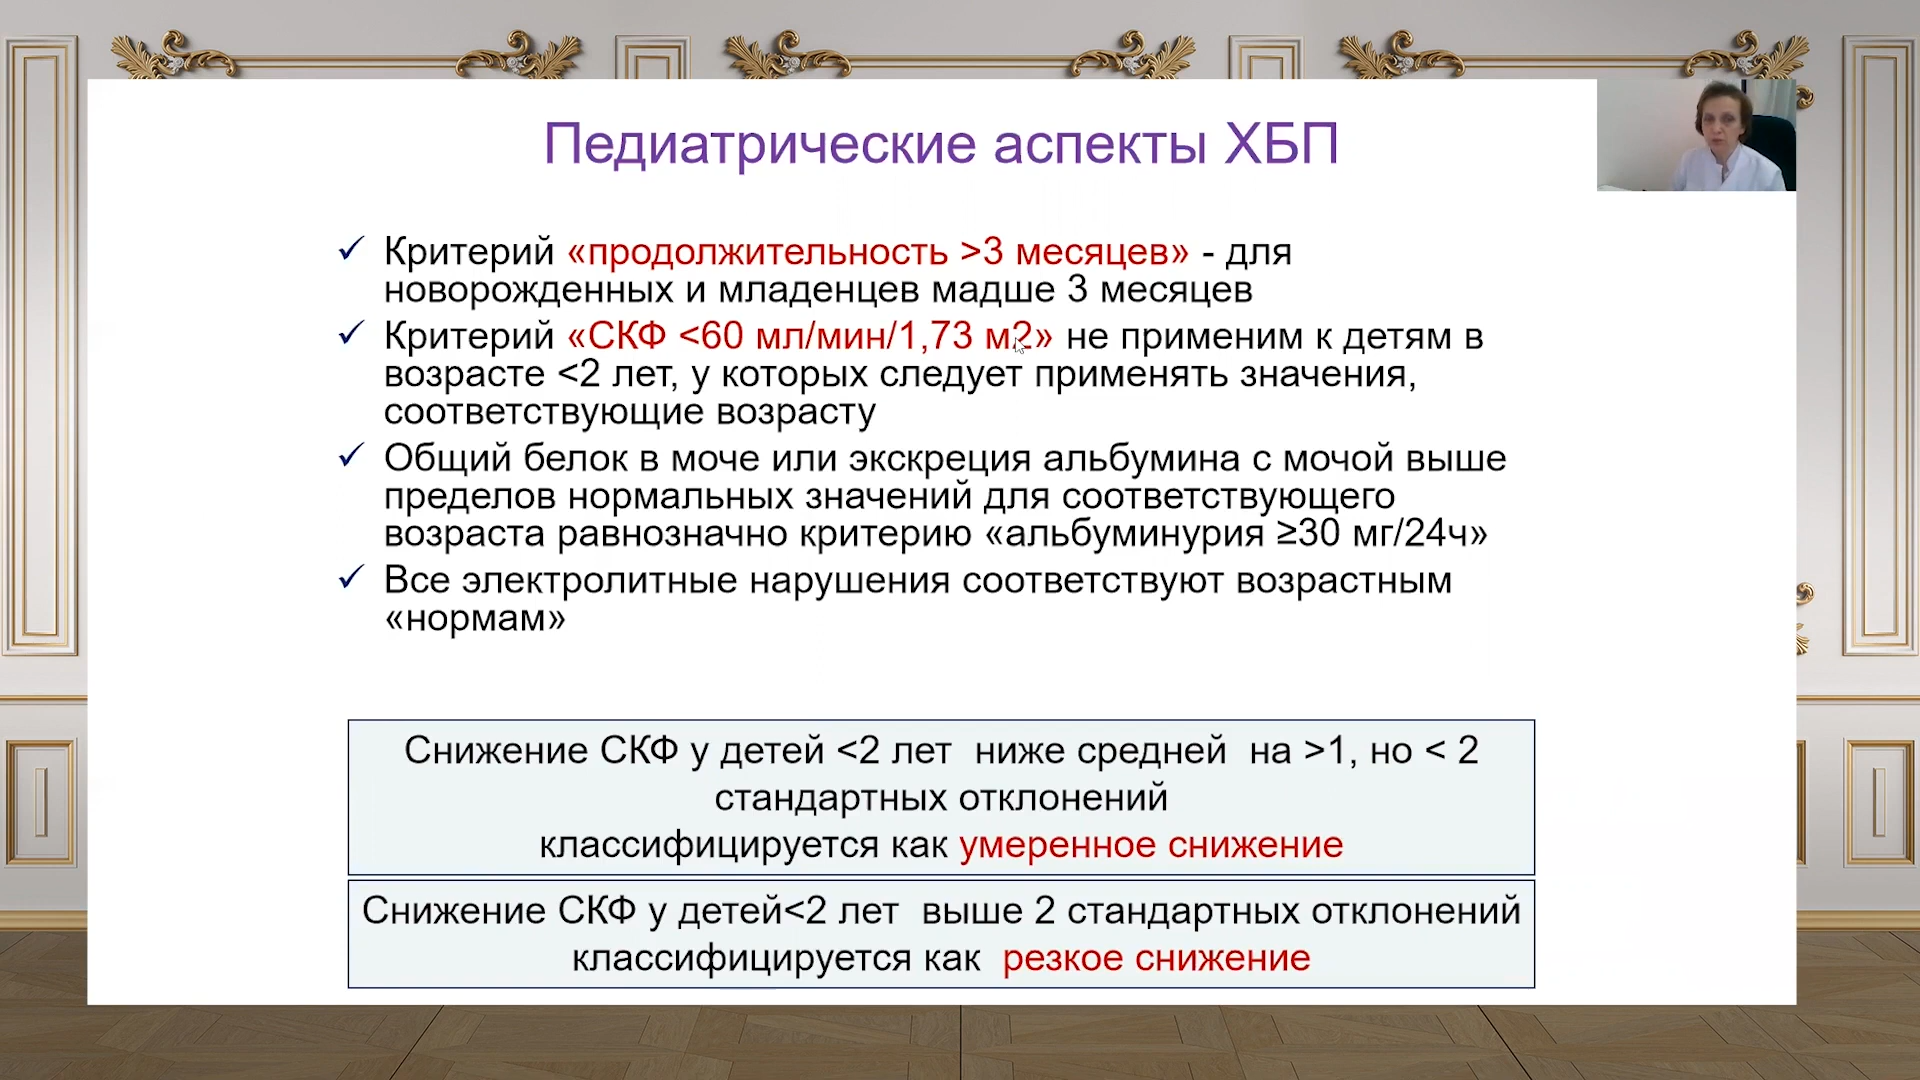 Педиатрические аспекты ХБП
✓ Критерий «продолжительность >3 месяцев» - для
новорожденных и младенцев мадше 3 месяцев
✓ Критерий «СКФ <60 мл/мин/1,73 м2» не применим к детям в
возрасте <2 лет, у которых следует применять значения,
соответствующие возрасту
✓ Общий белок в моче или экскреция альбумина с мочой выше
пределов нормальных значений для соответствующего
возраста равнозначно критерию «альбуминурия ≥30 мг/24ч»
✓ Все электролитные нарушения соответствуют возрастным
«нормам»
Снижение СКФ у детей <2 лет ниже средней на >1, но < 2
стандартных отклонений
классифицируется как умеренное снижение
Снижение СКФ у детей<2 лет выше 2 стандартных отклонений
классифицируется как резкое снижение